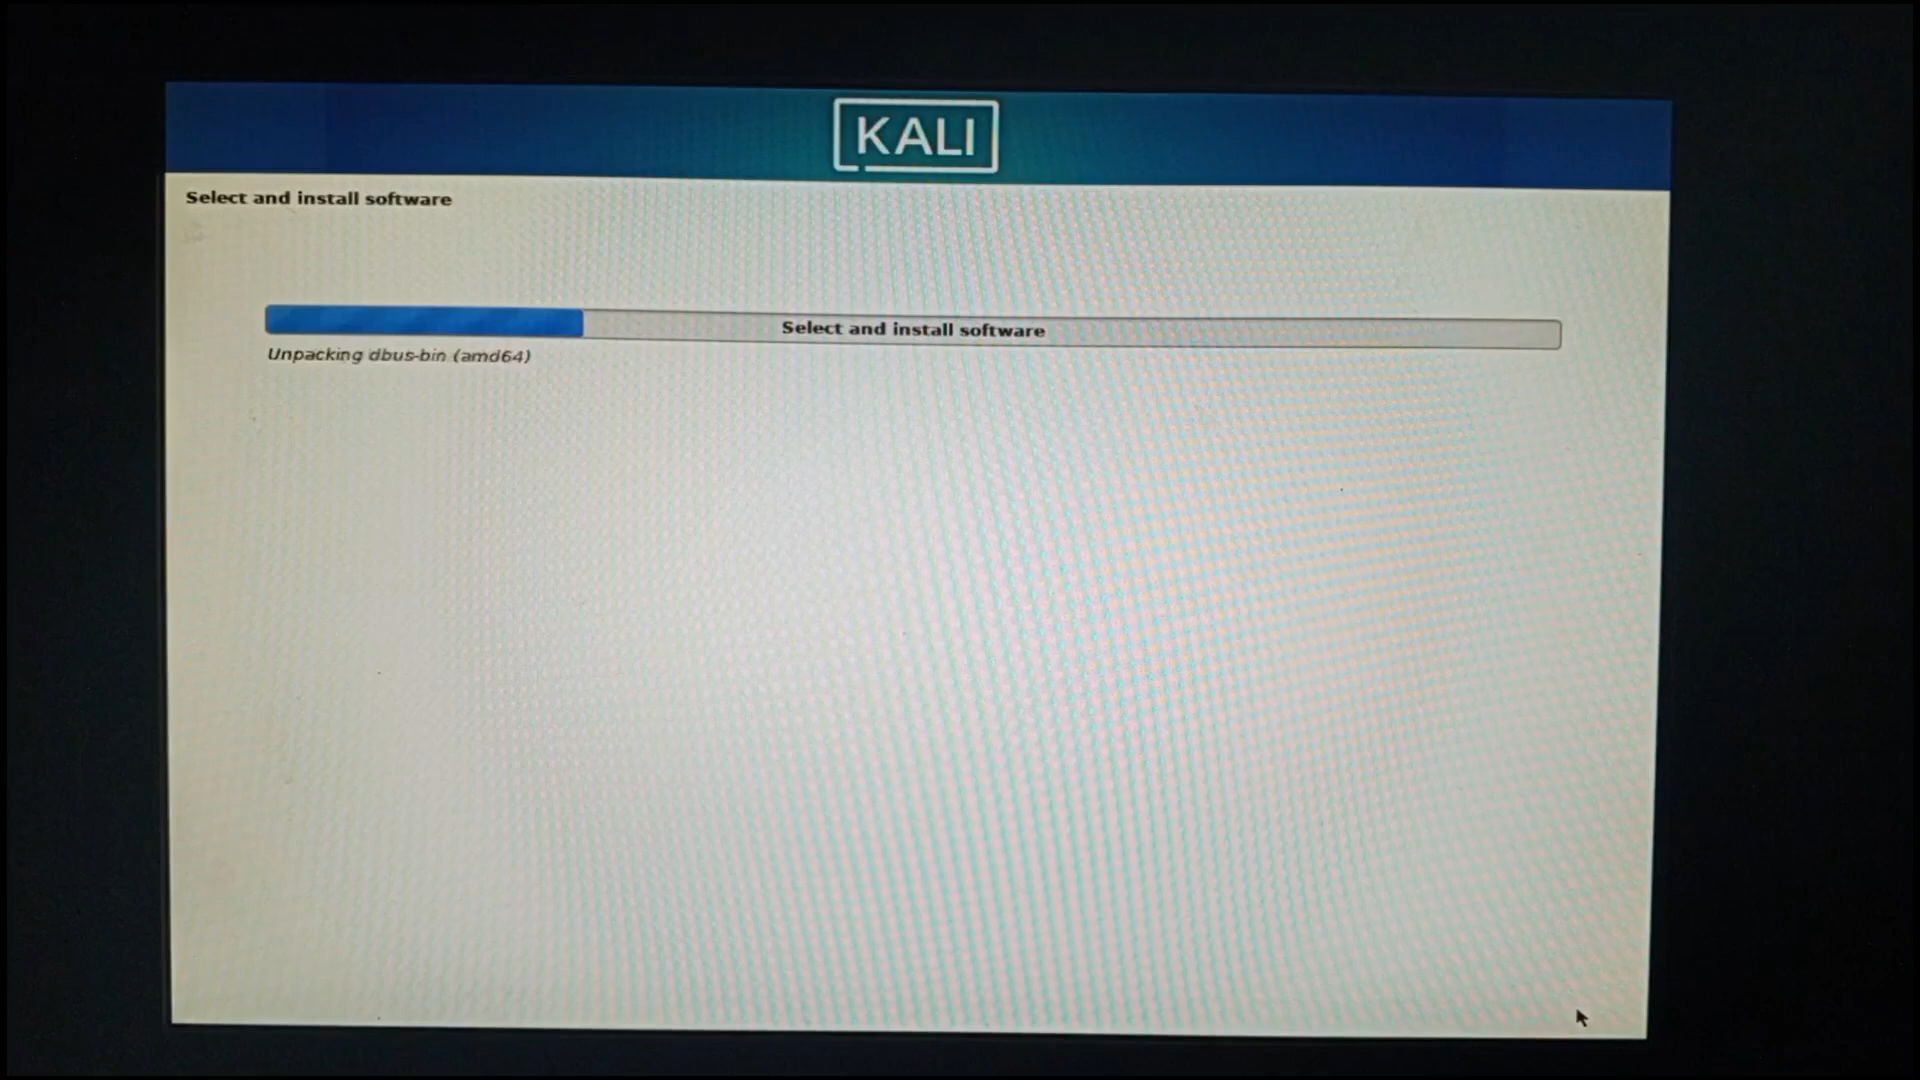 KALI
Select and install software
Select and install software
Unpacking dbus-bin (amd64)